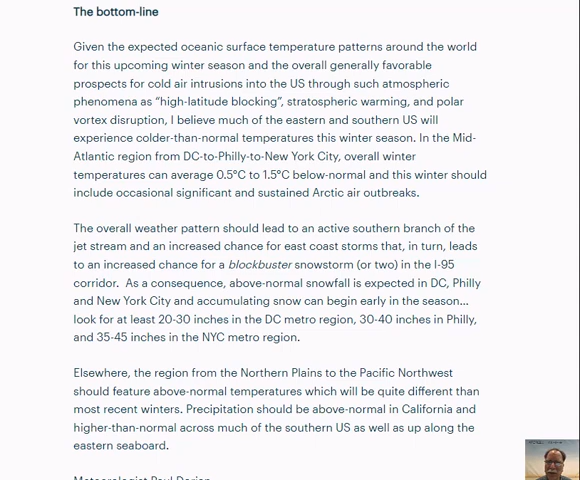 The bottom-line
Given the expected oceanic surface temperature patterns around the world
for this upcoming winter season and the overall generally favorable
prospects for cold air intrusions into the US through such atmospheric
phenomena as “high-latitude blocking”, stratospheric warming, and polar
vortex disruption, I believe much of the eastern and southern US will
experience colder-than-normal temperatures this winter season. In the Mid-
Atlantic region from DC-to-Philly-to-New York City, overall winter
temperatures can average 0.5°C to 1.5°C below-normal and this winter should
include occasional significant and sustained Arctic air outbreaks.
The overall weather pattern should lead to an active southern branch of the
jet stream and an increased chance for east coast storms that, in turn, leads
to an increased chance for a blockbuster snowstorm (or two) in the I-95
corridor. As a consequence, above-normal snowfall is expected in DC, Philly
and New York City and accumulating snow can begin early in the season…
look for at least 20-30 inches in the DC metro region, 30-40 inches in Philly,
and 35-45 inches in the NYC metro region.
Elsewhere, the region from the Northern Plains to the Pacific Northwest
should feature above-normal temperatures which will be quite different than
most recent winters. Precipitation should be above-normal in California and
higher-than-normal across much of the southern US as well as up along the
eastern seaboard.
Meteorologist Paul Dorian